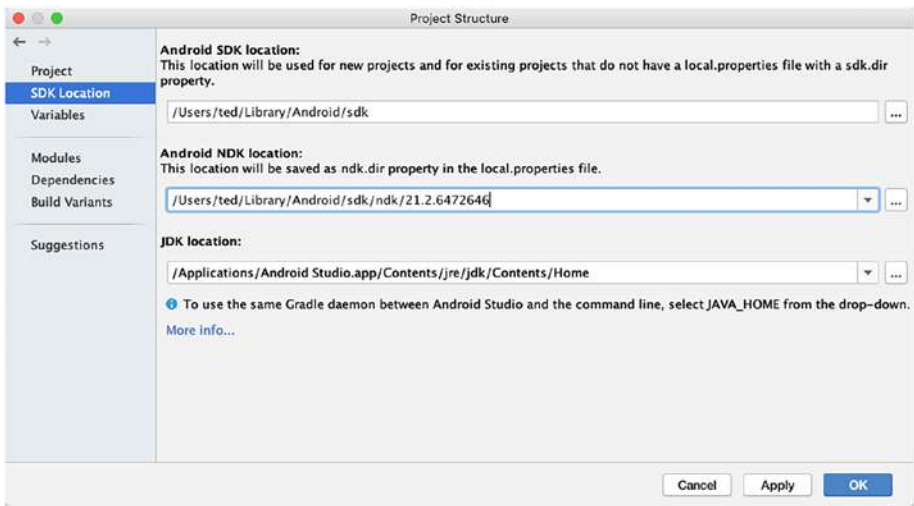 Project Structure
Project
SDK Location
Variables
Modules
Dependencies
Build Variants
Suggestions
Android SDK location:
This location will be used for new projects and for existing projects that do not have a local.properties file with a sdk.dir
property.
/Users/ted/Library/Android/sdk
...
Android NDK location:
This location will be saved as ndk.dir property in the local.properties file.
/Users/ted/Library/Android/sdk/ndk/21.2.6472646
...
JDK location:
/Applications/Android Studio.app/Contents/jre/jdk/Contents/Home
...
To use the same Gradle daemon between Android Studio and the command line, select JAVA_HOME from the drop-down.
More info...
Cancel
Apply
OK